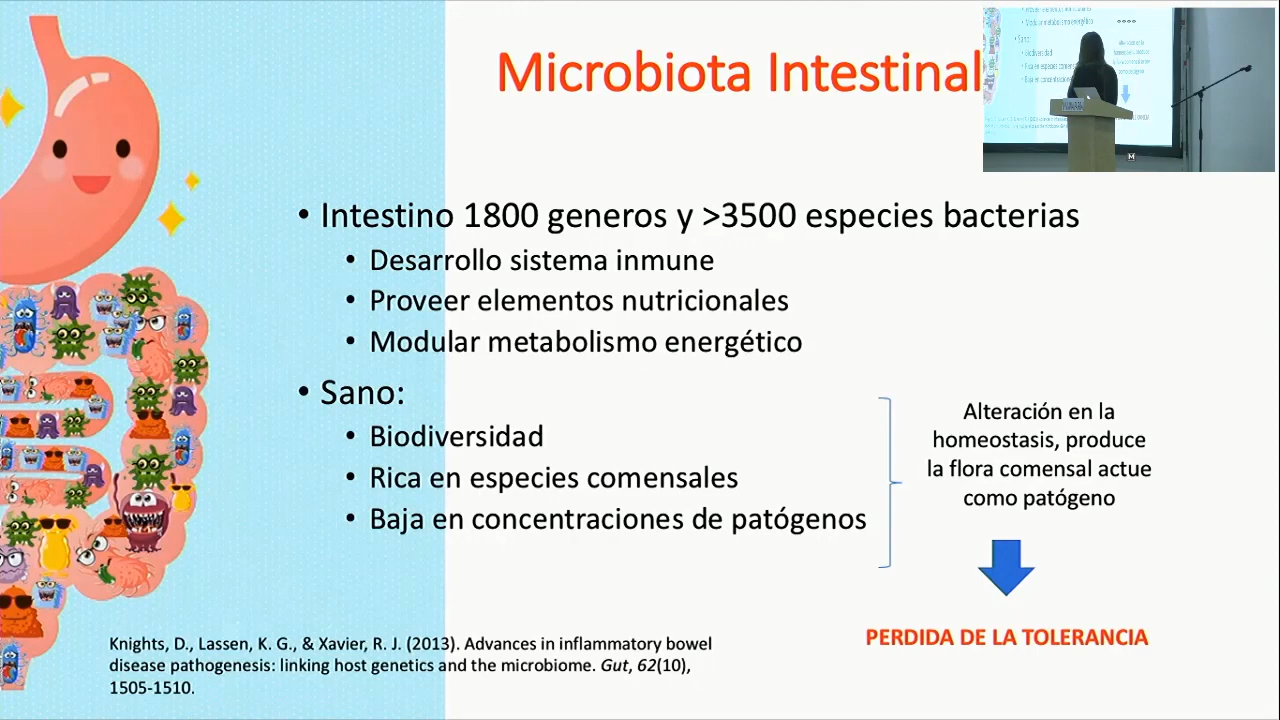 Microbiota Intestinal
• Intestino 1800 generos y >3500 especies bacterias
• Desarrollo sistema inmune
• Proveer elementos nutricionales
• Modular metabolismo energético
• Sano:
• Biodiversidad
• Rica en especies comensales
• Baja en concentraciones de patógenos
Alteración en la
homeostasis, produce
la flora comensal actue
como patógeno
PERDIDA DE LA TOLERANCIA
Knights, D., Lassen, K. G., & Xavier, R. J. (2013). Advances in inflammatory bowel
disease pathogenesis: linking host genetics and the microbiome. Gut, 62(10),
1505-1510.